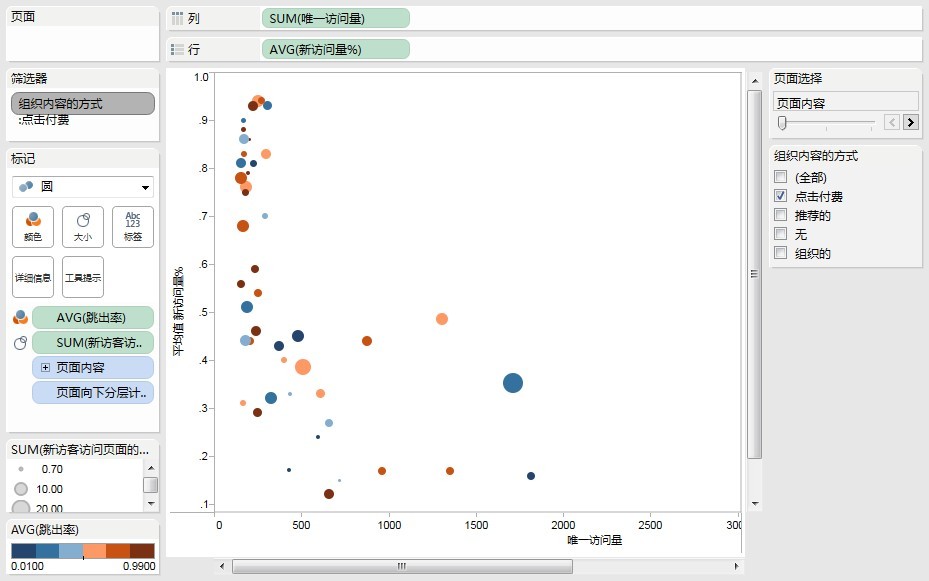 页面
筛选器
组织内容的方式
:点击付费
标记
圆
颜色
大小
Abc
123
标签
详细信息
工具提示
AVG(跳出率)
SUM(新访客访..
页面内容
页面向下分层计..
SUM(新访客访问页面的...
0.70
10.00
20.00
AVG(跳出率)
0.0100
0.9900
列
SUM(唯一访问量)
行
AVG(新访问量%)
平均值 新访问量%
1.0
.9
.8
.7
.6
.5
.4
.3
.2
.1
0
500
1000
1500
2000
2500
300
唯一访问量
页面选择
页面内容
组织内容的方式
(全部)
点击付费
推荐的
无
组织的